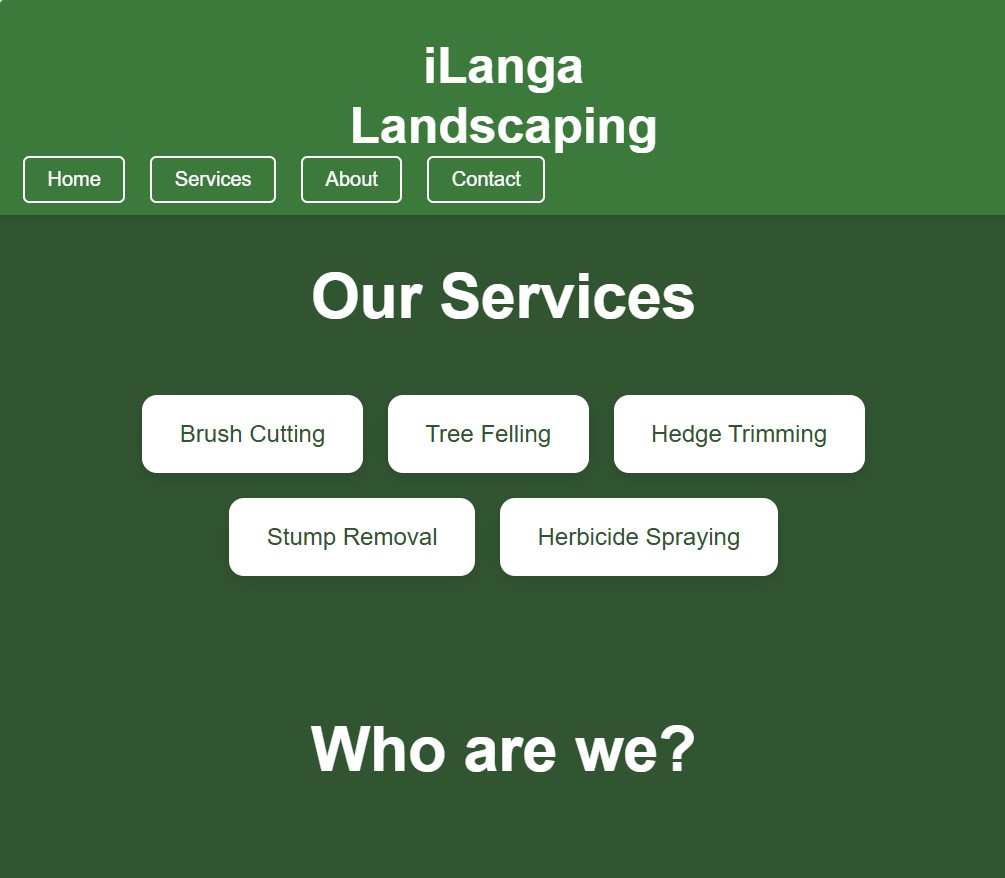 iLanga
Landscaping
Home Services About Contact
Our Services
Brush Cutting Tree Felling Hedge Trimming
Stump Removal Herbicide Spraying
Who are we?